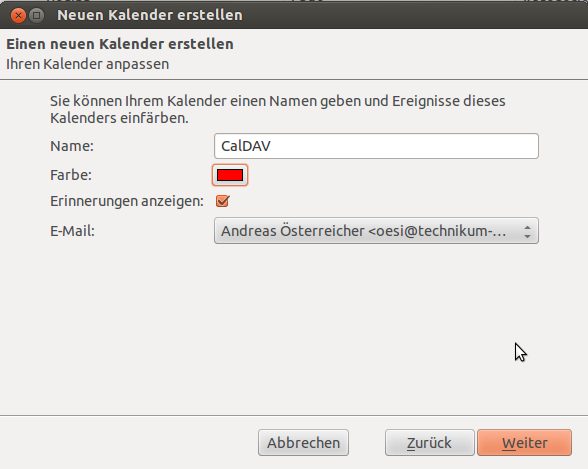 Neuen Kalender erstellen
Einen neuen Kalender erstellen
Ihren Kalender anpassen
Sie können Ihrem Kalender einen Namen geben und Ereignisse dieses
Kalenders einfärben.
Name: CalDAV
Farbe:
Erinnerungen anzeigen:
E-Mail: Andreas Österreicher <oesi@technikum-...
Abbrechen Zurück Weiter